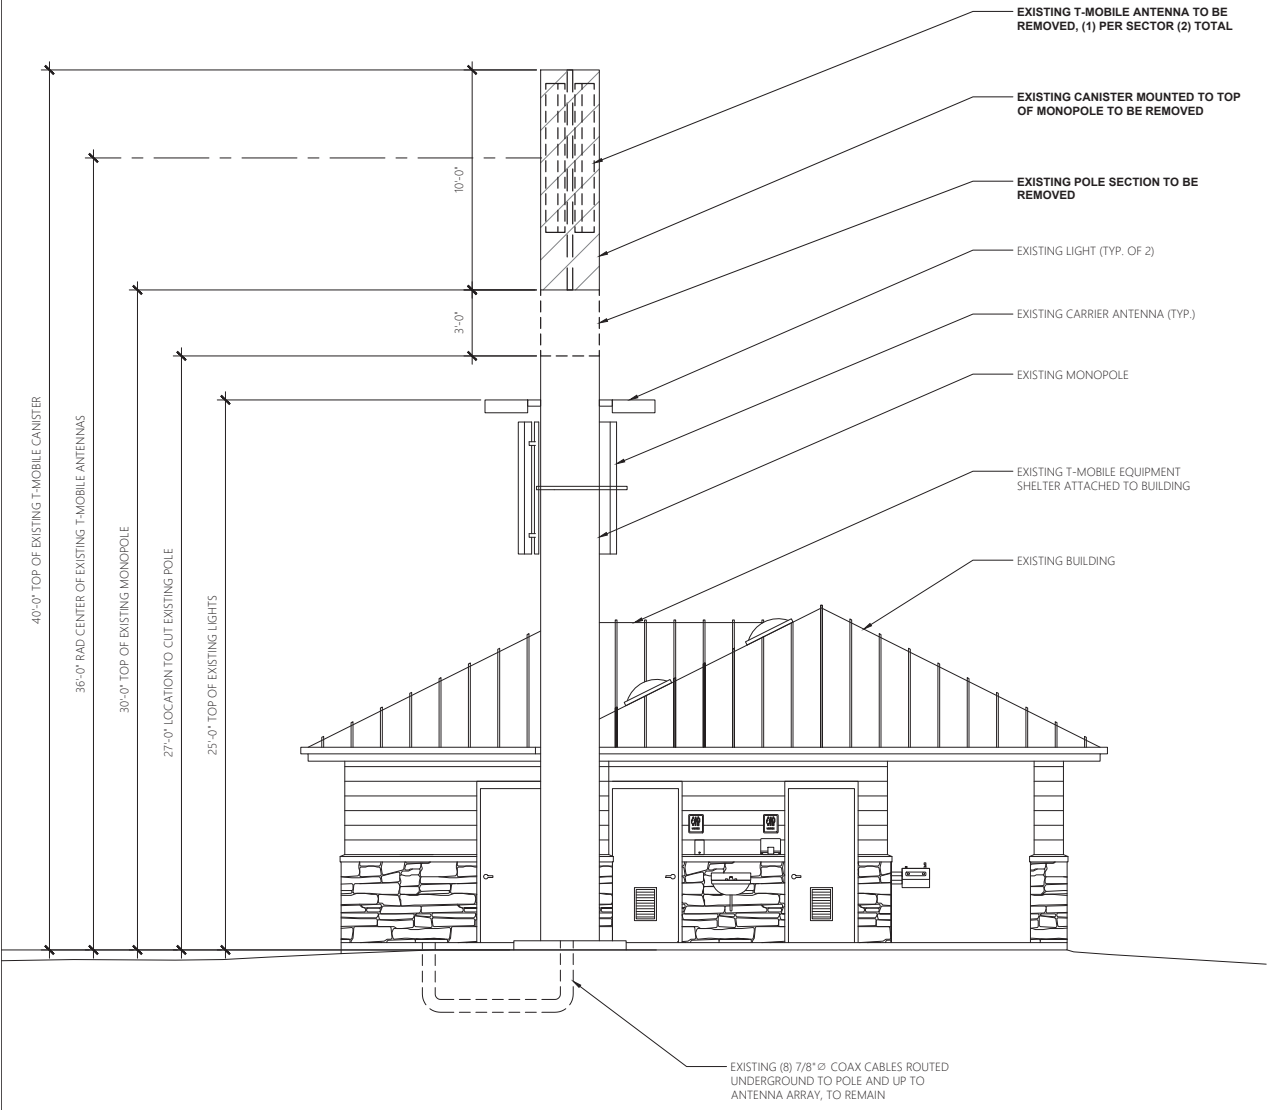 EXISTING T-MOBILE ANTENNA TO BE
REMOVED, (1) PER SECTOR (2) TOTAL
EXISTING CANISTER MOUNTED TO TOP
OF MONOPOLE TO BE REMOVED
EXISTING POLE SECTION TO BE
REMOVED
EXISTING LIGHT (TYP. OF 2)
EXISTING CARRIER ANTENNA (TYP.)
EXISTING MONOPOLE
EXISTING T-MOBILE EQUIPMENT
SHELTER ATTACHED TO BUILDING
EXISTING BUILDING
10'-0"
3'-0"
40'-0" TOP OF EXISTING T-MOBILE CANISTER
36'-0" RAD CENTER OF EXISTING T-MOBILE ANTENNAS
30'-0" TOP OF EXISTING MONOPOLE
27'-0" LOCATION TO CUT EXISTING POLE
25'-0" TOP OF EXISTING LIGHTS
EXISTING (8) 7/8"Ø COAX CABLES ROUTED
UNDERGROUND TO POLE AND UP TO
ANTENNA ARRAY, TO REMAIN